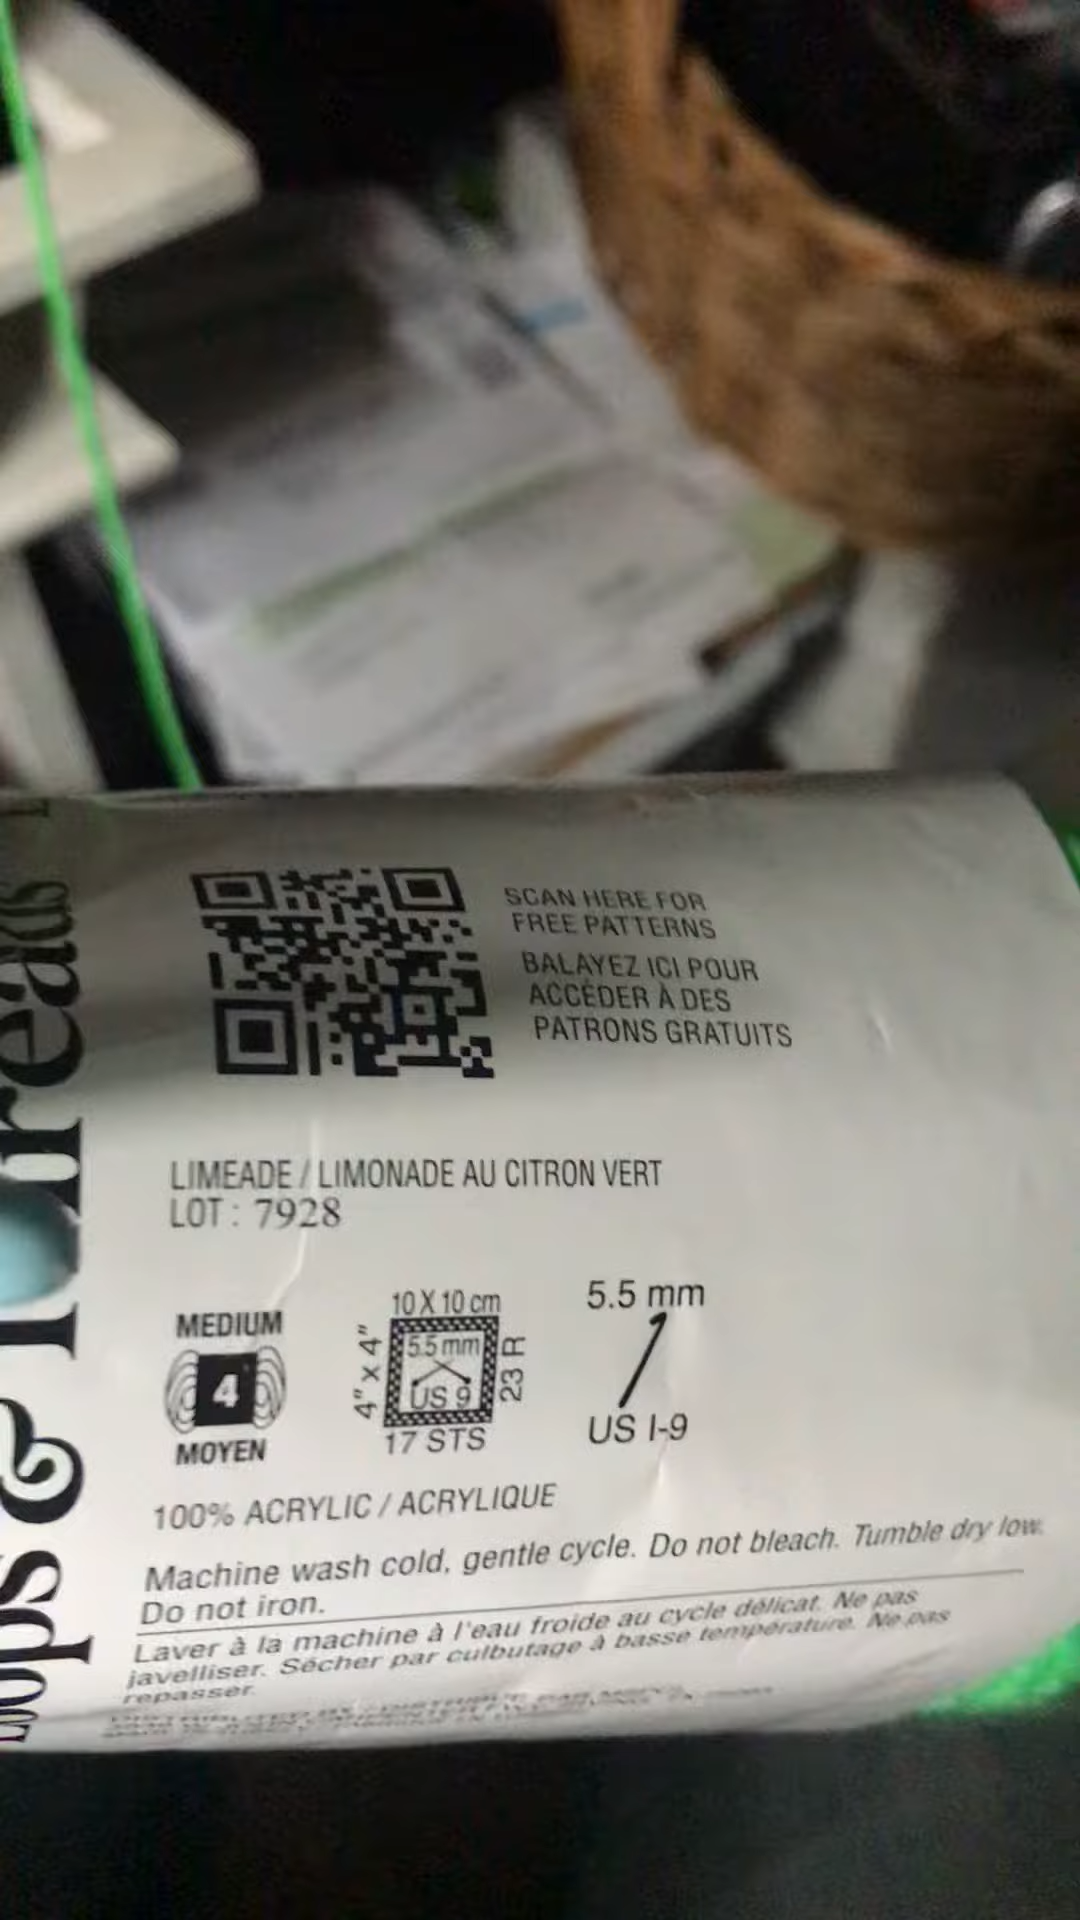 SCAN HERE FOR
FREE PATTERNS
BALAYEZ ICI POUR
ACCÉDER À DES
PATRONS GRATUITS
LIMEADE / LIMONADE AU CITRON VERT
LOT : 7928
MEDIUM
4
MOYEN
10 X 10 cm
4" x 4"
5.5 mm
US 9
23 R
17 STS
5.5 mm
US I-9
100% ACRYLIC / ACRYLIQUE
Machine wash cold, gentle cycle. Do not bleach. Tumble dry low.
Do not iron.
Laver à la machine à l'eau froide au cycle délicat. Ne pas
javelliser. Sécher par culbutage à basse température. Ne pas
repasser.